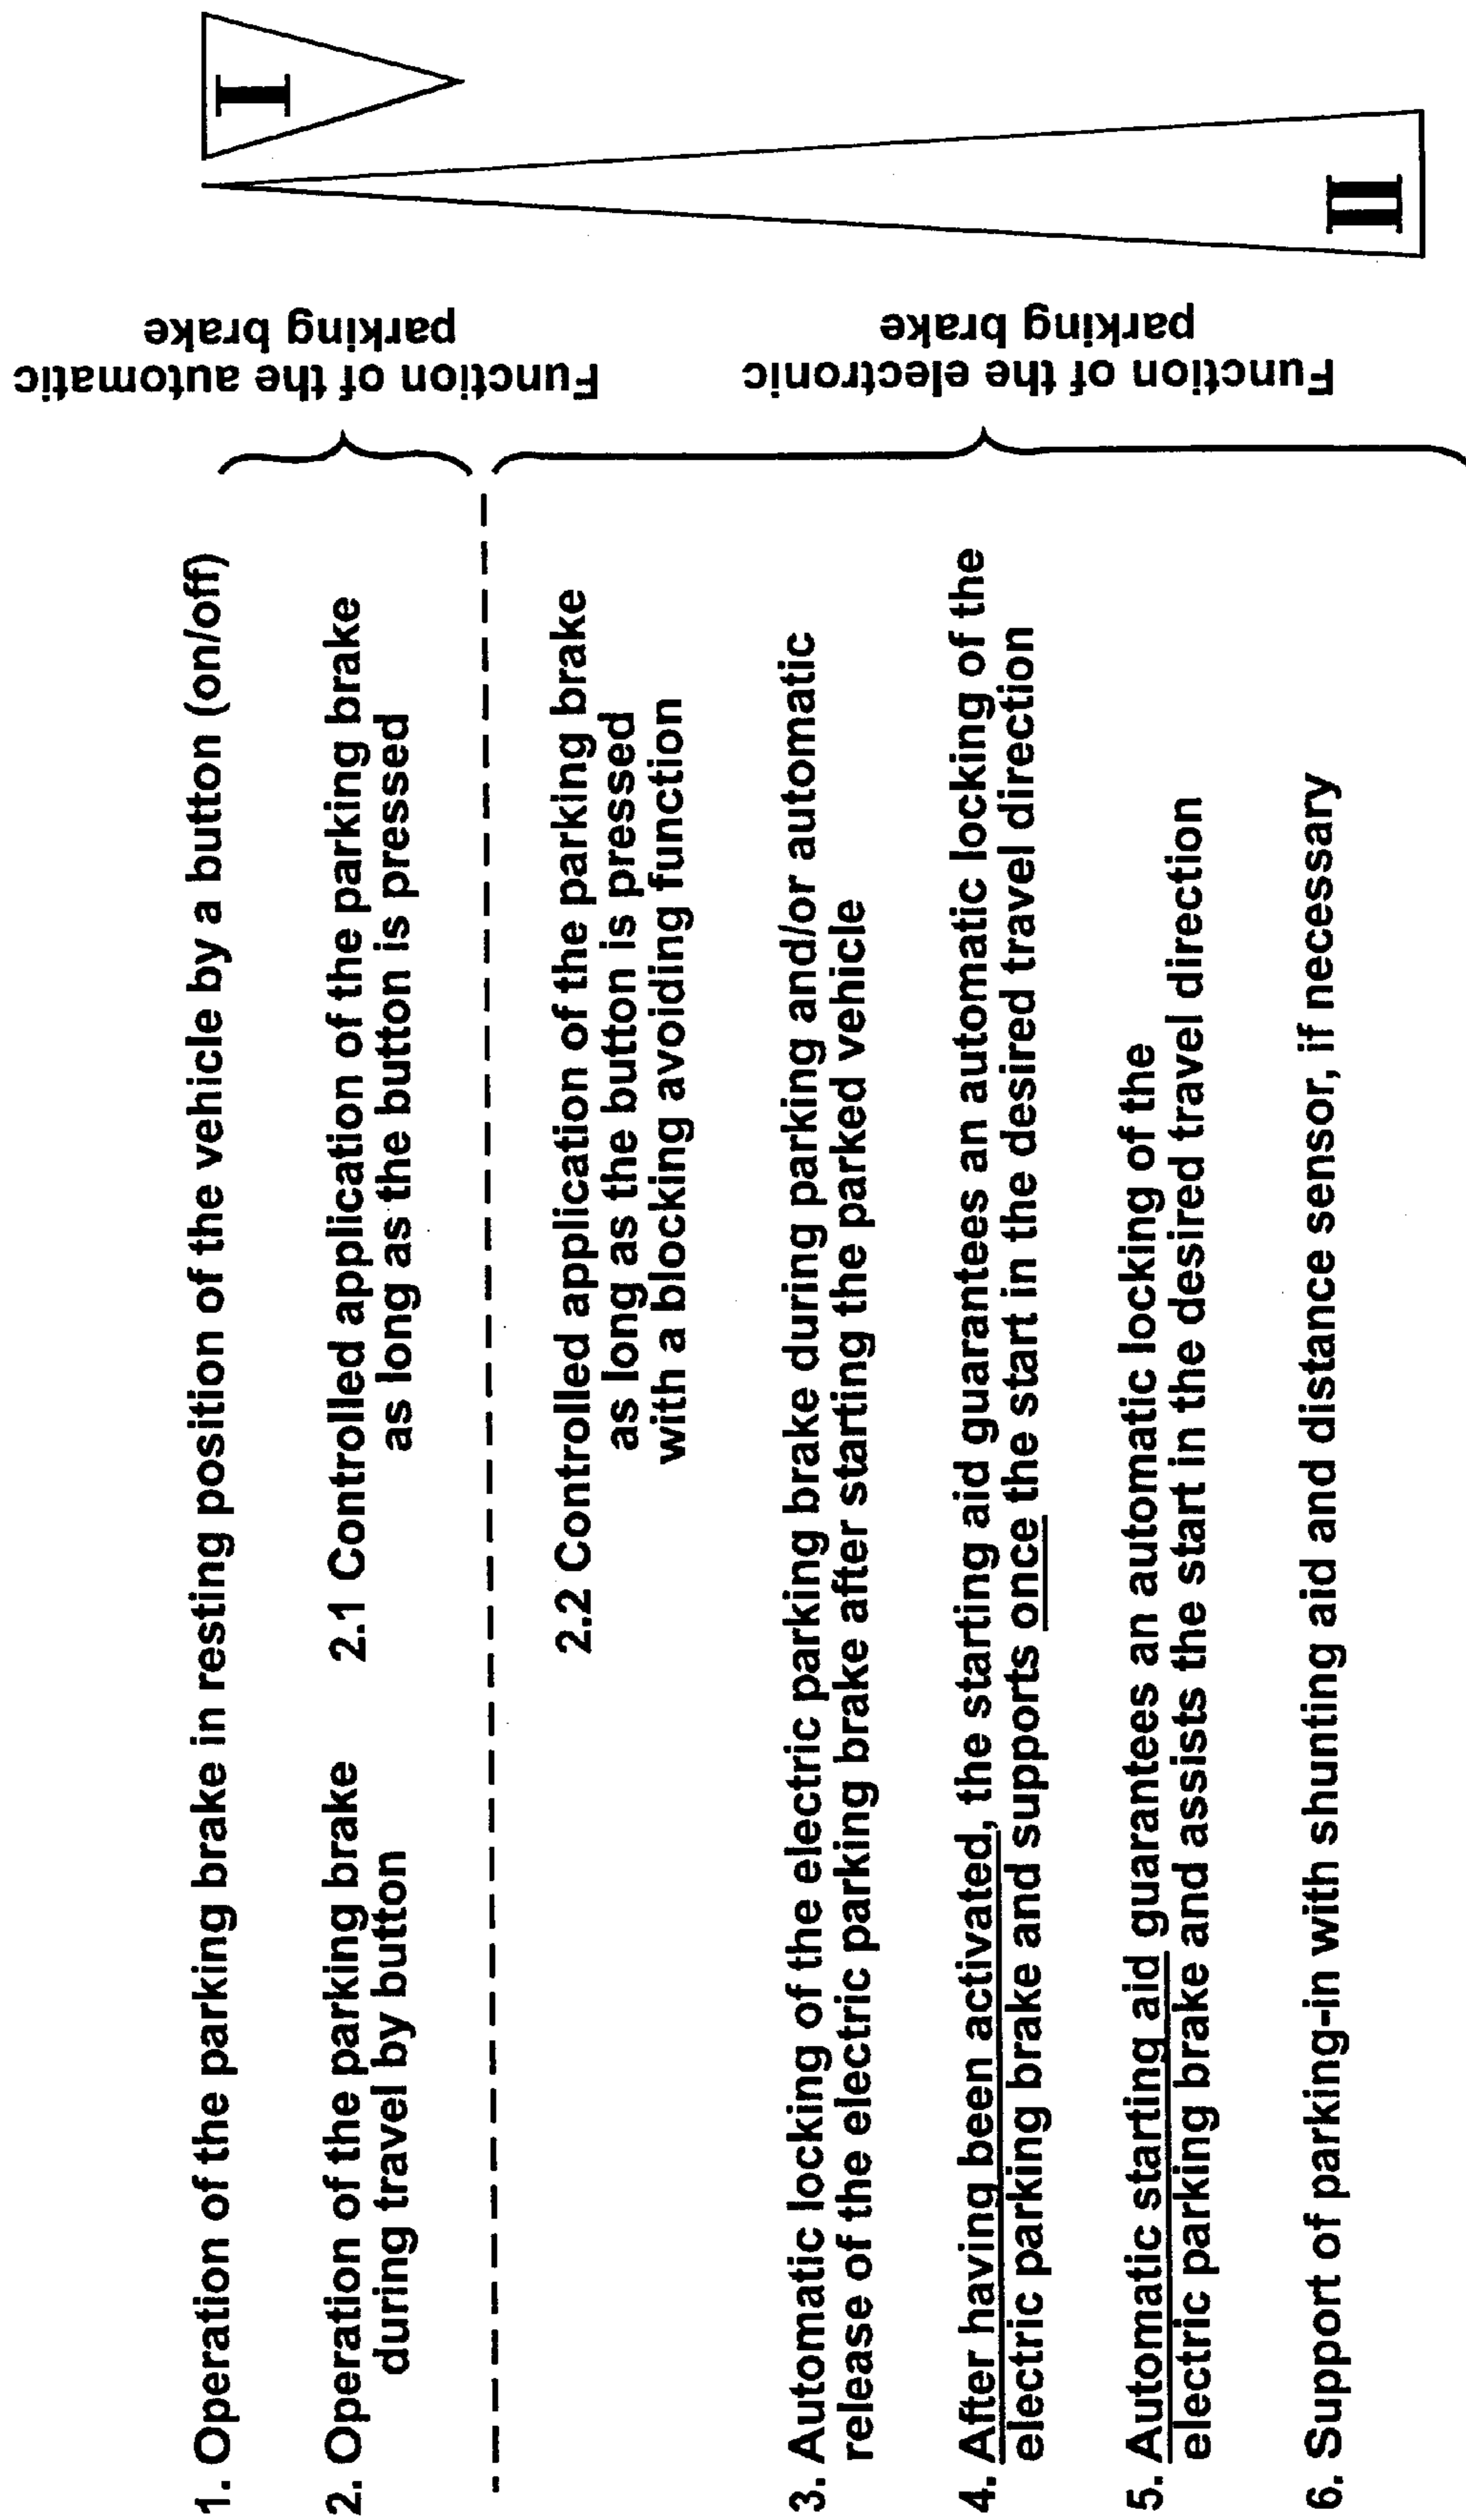 1. Operation of the parking brake in resting position of the vehicle by a button (on/off)
2. Operation of the parking brake
during travel by button
2.1 Controlled application of the parking brake
as long as the button is pressed
Function of the automatic
parking brake
I
2.2 Controlled application of the parking brake
as long as the button is pressed
with a blocking avoiding function
3. Automatic locking of the electric parking brake during parking and/or automatic
release of the electric parking brake after starting the parked vehicle
4. After having been activated, the starting aid guarantees an automatic locking of the
electric parking brake and supports once the start in the desired travel direction
5. Automatic starting aid guarantees an automatic locking of the
electric parking brake and assists the start in the desired travel direction
6. Support of parking-in with shunting aid and distance sensor, if necessary
Function of the electronic
parking brake
II